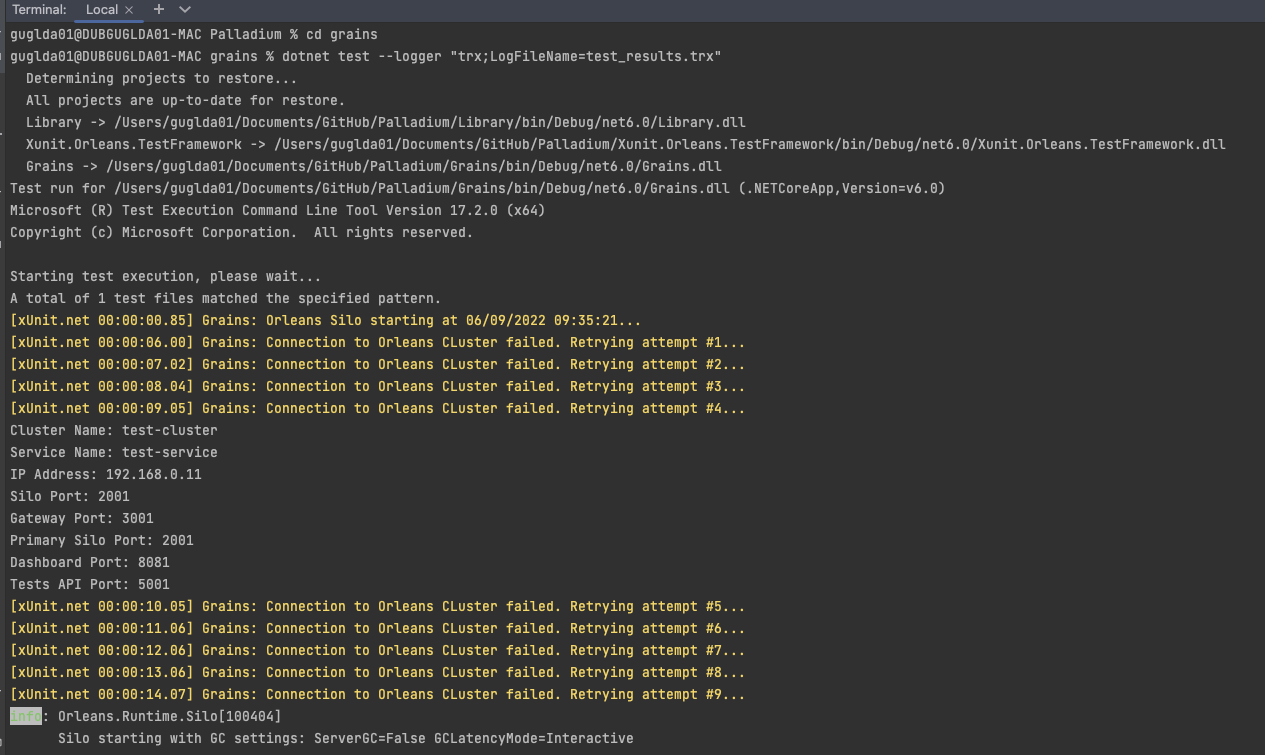 Terminal: Local × + 
guglda01@DUBGUGLDA01-MAC Palladium % cd grains
guglda01@DUBGUGLDA01-MAC grains % dotnet test --logger "trx;LogFileName=test_results.trx"
  Determining projects to restore...
  All projects are up-to-date for restore.
  Library -> /Users/guglda01/Documents/GitHub/Palladium/Library/bin/Debug/net6.0/Library.dll
  Xunit.Orleans.TestFramework -> /Users/guglda01/Documents/GitHub/Palladium/Xunit.Orleans.TestFramework/bin/Debug/net6.0/Xunit.Orleans.TestFramework.dll
  Grains -> /Users/guglda01/Documents/GitHub/Palladium/Grains/bin/Debug/net6.0/Grains.dll
Test run for /Users/guglda01/Documents/GitHub/Palladium/Grains/bin/Debug/net6.0/Grains.dll (.NETCoreApp,Version=v6.0)
Microsoft (R) Test Execution Command Line Tool Version 17.2.0 (x64)
Copyright (c) Microsoft Corporation.  All rights reserved.

Starting test execution, please wait...
A total of 1 test files matched the specified pattern.
[xUnit.net 00:00:00.85] Grains: Orleans Silo starting at 06/09/2022 09:35:21...
[xUnit.net 00:00:06.00] Grains: Connection to Orleans CLuster failed. Retrying attempt #1...
[xUnit.net 00:00:07.02] Grains: Connection to Orleans CLuster failed. Retrying attempt #2...
[xUnit.net 00:00:08.04] Grains: Connection to Orleans CLuster failed. Retrying attempt #3...
[xUnit.net 00:00:09.05] Grains: Connection to Orleans CLuster failed. Retrying attempt #4...
Cluster Name: test-cluster
Service Name: test-service
IP Address: 192.168.0.11
Silo Port: 2001
Gateway Port: 3001
Primary Silo Port: 2001
Dashboard Port: 8081
Tests API Port: 5001
[xUnit.net 00:00:10.05] Grains: Connection to Orleans CLuster failed. Retrying attempt #5...
[xUnit.net 00:00:11.06] Grains: Connection to Orleans CLuster failed. Retrying attempt #6...
[xUnit.net 00:00:12.06] Grains: Connection to Orleans CLuster failed. Retrying attempt #7...
[xUnit.net 00:00:13.06] Grains: Connection to Orleans CLuster failed. Retrying attempt #8...
[xUnit.net 00:00:14.07] Grains: Connection to Orleans CLuster failed. Retrying attempt #9...
info: Orleans.Runtime.Silo[100404]
      Silo starting with GC settings: ServerGC=False GCLatencyMode=Interactive